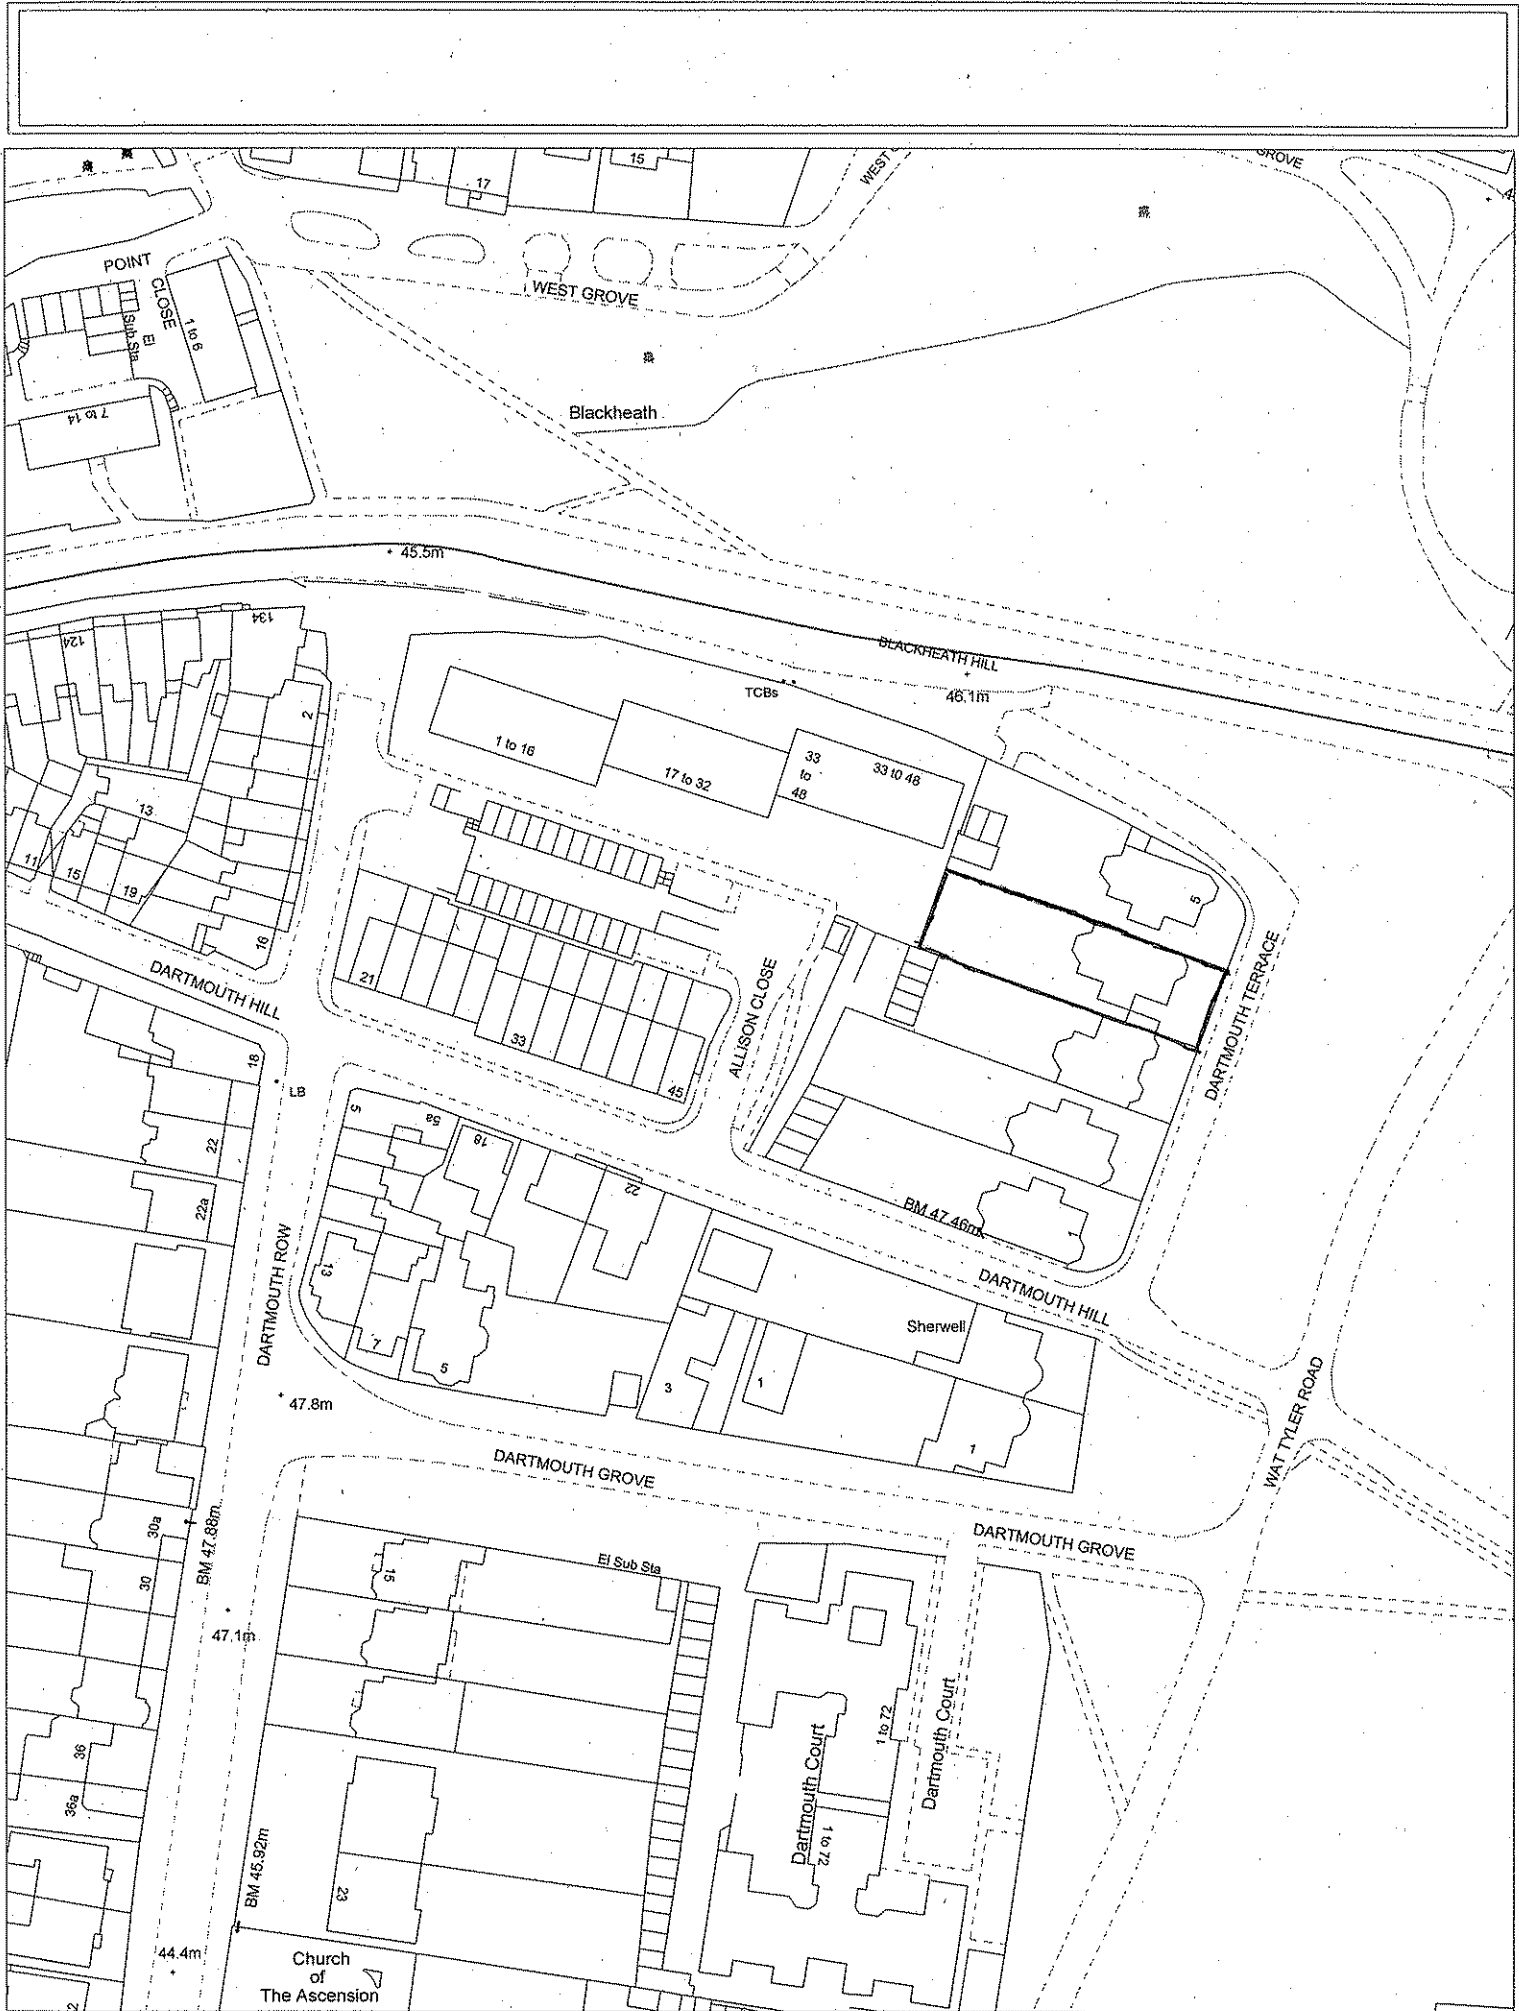 15
17
WEST G
GROVE
POINT
CLOSE
1 to 6
El
Sub Sta
7 to 14
WEST GROVE
Blackheath
45.5m
134
124
BLACKHEATH HILL
46.1m
TCBs
2
1 to 16
17 to 32
33
to
48
33 to 48
13
11
15
19
16
5
DARTMOUTH HILL
21
33
45
ALLISON CLOSE
DARTMOUTH TERRACE
18
LB
5
5a
18
22
22
22a
BM 47.46m
1
DARTMOUTH HILL
DARTMOUTH ROW
13
7
5
Sherwell
3
1
1
47.8m
WAT TYLER ROAD
DARTMOUTH GROVE
DARTMOUTH GROVE
30a
BM 47.88m
30
El Sub Sta
15
47.1m
36
36a
1 to 72
Dartmouth Court
Dartmouth Court
1 to 72
BM 45.92m
23
44.4m
Church
of
The Ascension